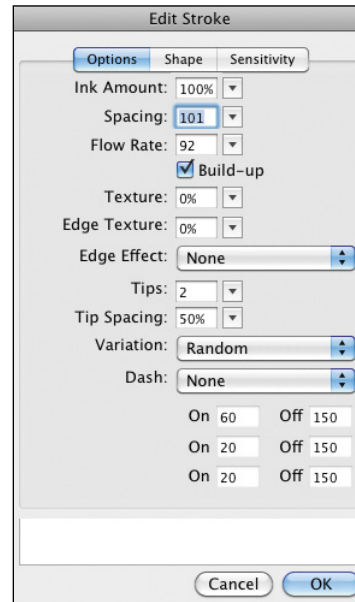 Edit Stroke
Options Shape Sensitivity
Ink Amount: 100%
Spacing: 101
Flow Rate: 92
Build-up
Texture: 0%
Edge Texture: 0%
Edge Effect: None
Tips: 2
Tip Spacing: 50%
Variation: Random
Dash: None
On 60 Off 150
On 20 Off 150
On 20 Off 150
Cancel OK